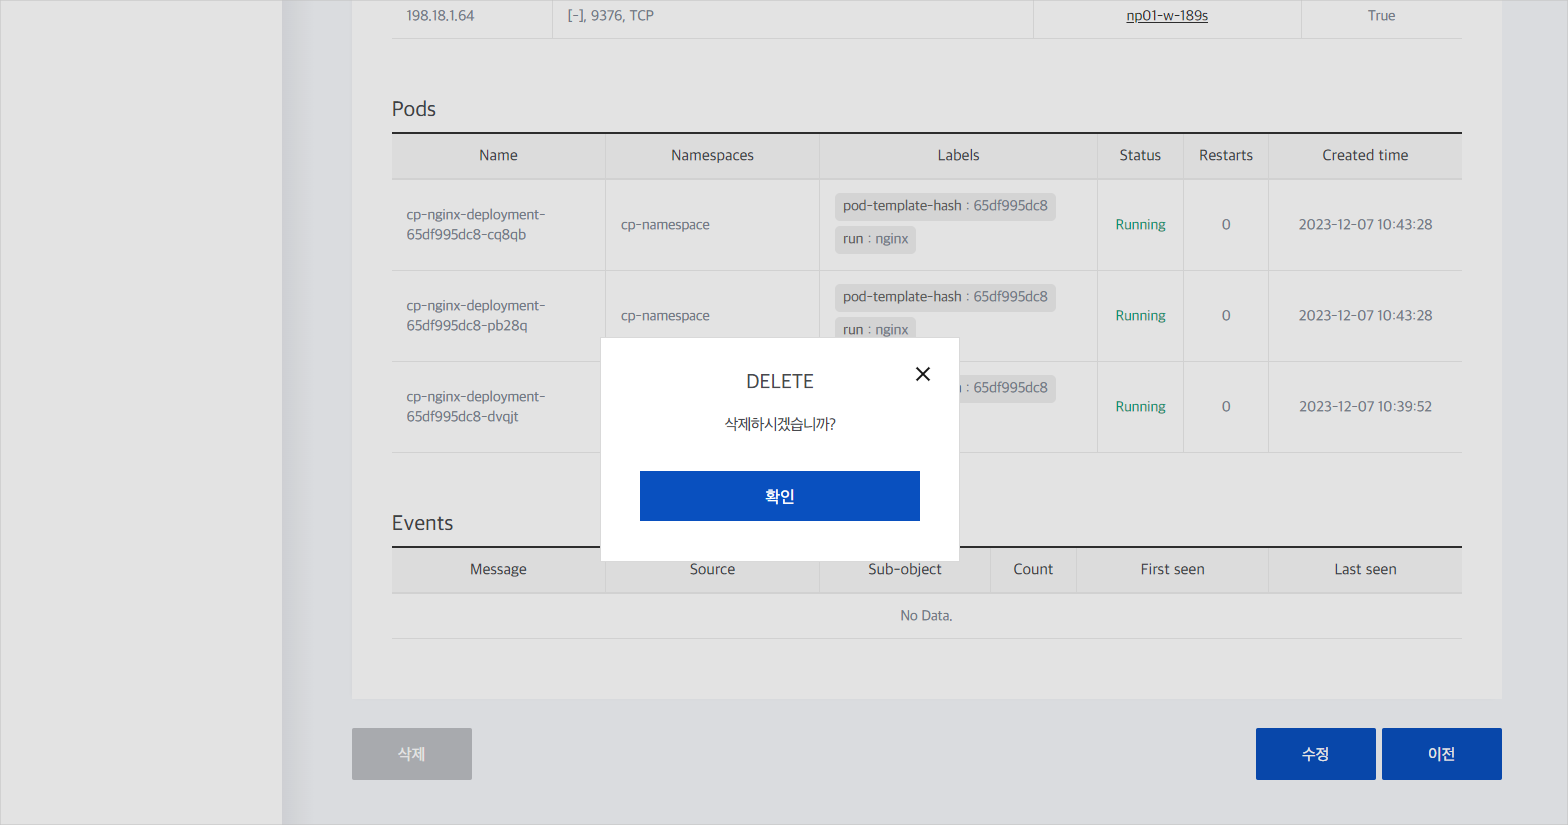 198.18.1.64 [-], 9376, TCP np01-w-189s True
Pods
Name Namespaces Labels Status Restarts Created time
cp-nginx-deployment-
65df995dc8-cq8qb
cp-namespace
pod-template-hash : 65df995dc8
run : nginx
Running 0 2023-12-07 10:43:28
cp-nginx-deployment-
65df995dc8-pb28q
cp-namespace
pod-template-hash : 65df995dc8
run : nginx
Running 0 2023-12-07 10:43:28
cp-nginx-deployment-
65df995dc8-dvqjt
: 65df995dc8
Running 0 2023-12-07 10:39:52
DELETE
삭제하시겠습니까?
확인
Events
Message Source Sub-object Count First seen Last seen
No Data.
삭제 수정 이전